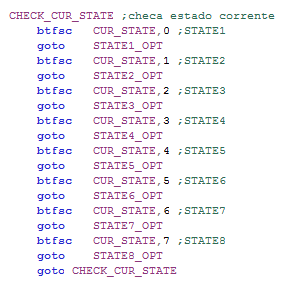 CHECK_CUR_STATE ;checa estado corrente
btfsc CUR_STATE,0 ;STATE1
goto STATE1_OPT
btfsc CUR_STATE,1 ;STATE2
goto STATE2_OPT
btfsc CUR_STATE,2 ;STATE3
goto STATE3_OPT
btfsc CUR_STATE,3 ;STATE4
goto STATE4_OPT
btfsc CUR_STATE,4 ;STATE5
goto STATE5_OPT
btfsc CUR_STATE,5 ;STATE6
goto STATE6_OPT
btfsc CUR_STATE,6 ;STATE7
goto STATE7_OPT
btfsc CUR_STATE,7 ;STATE8
goto STATE8_OPT
goto CHECK_CUR_STATE